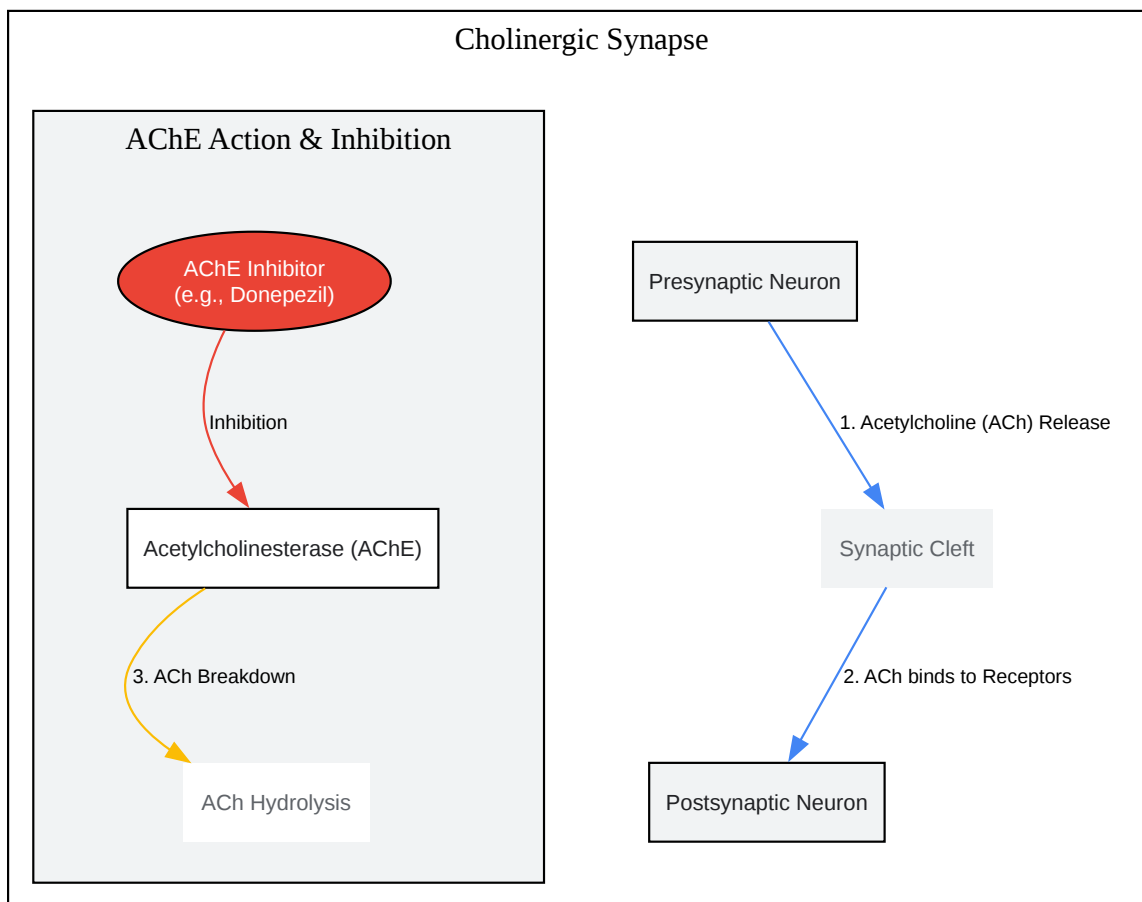 Cholinergic Synapse
AChE Action & Inhibition
AChE Inhibitor
(e.g., Donepezil)
Inhibition
Acetylcholinesterase (AChE)
3. ACh Breakdown
ACh Hydrolysis
Presynaptic Neuron
1. Acetylcholine (ACh) Release
Synaptic Cleft
2. ACh binds to Receptors
Postsynaptic Neuron